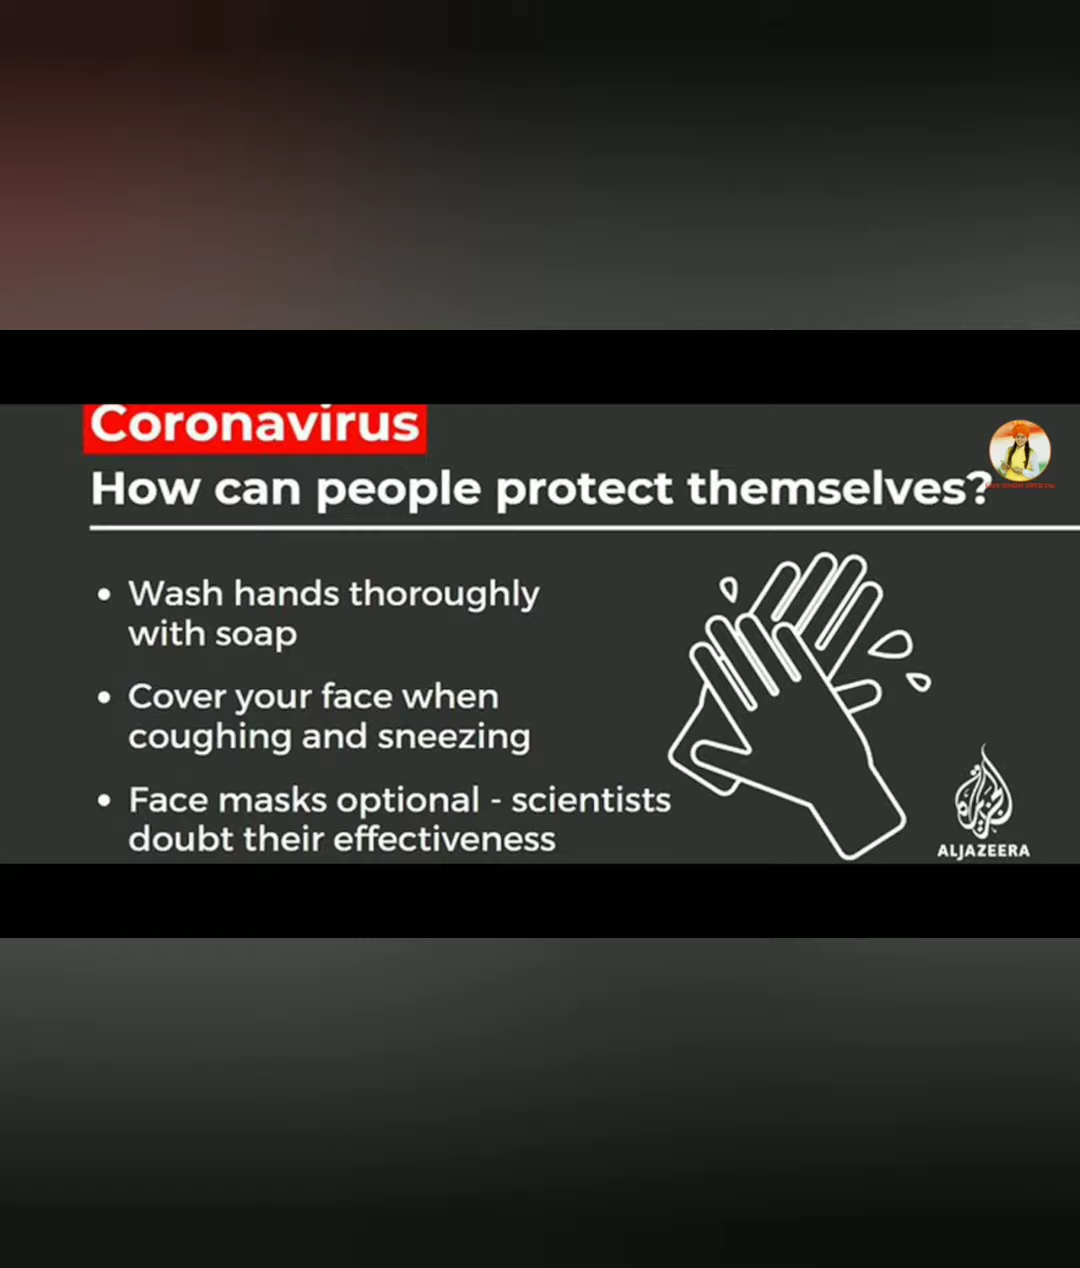 Coronavirus
How can people protect themselves?
• Wash hands thoroughly
with soap
• Cover your face when
coughing and sneezing
• Face masks optional - scientists
doubt their effectiveness
ALJAZEERA